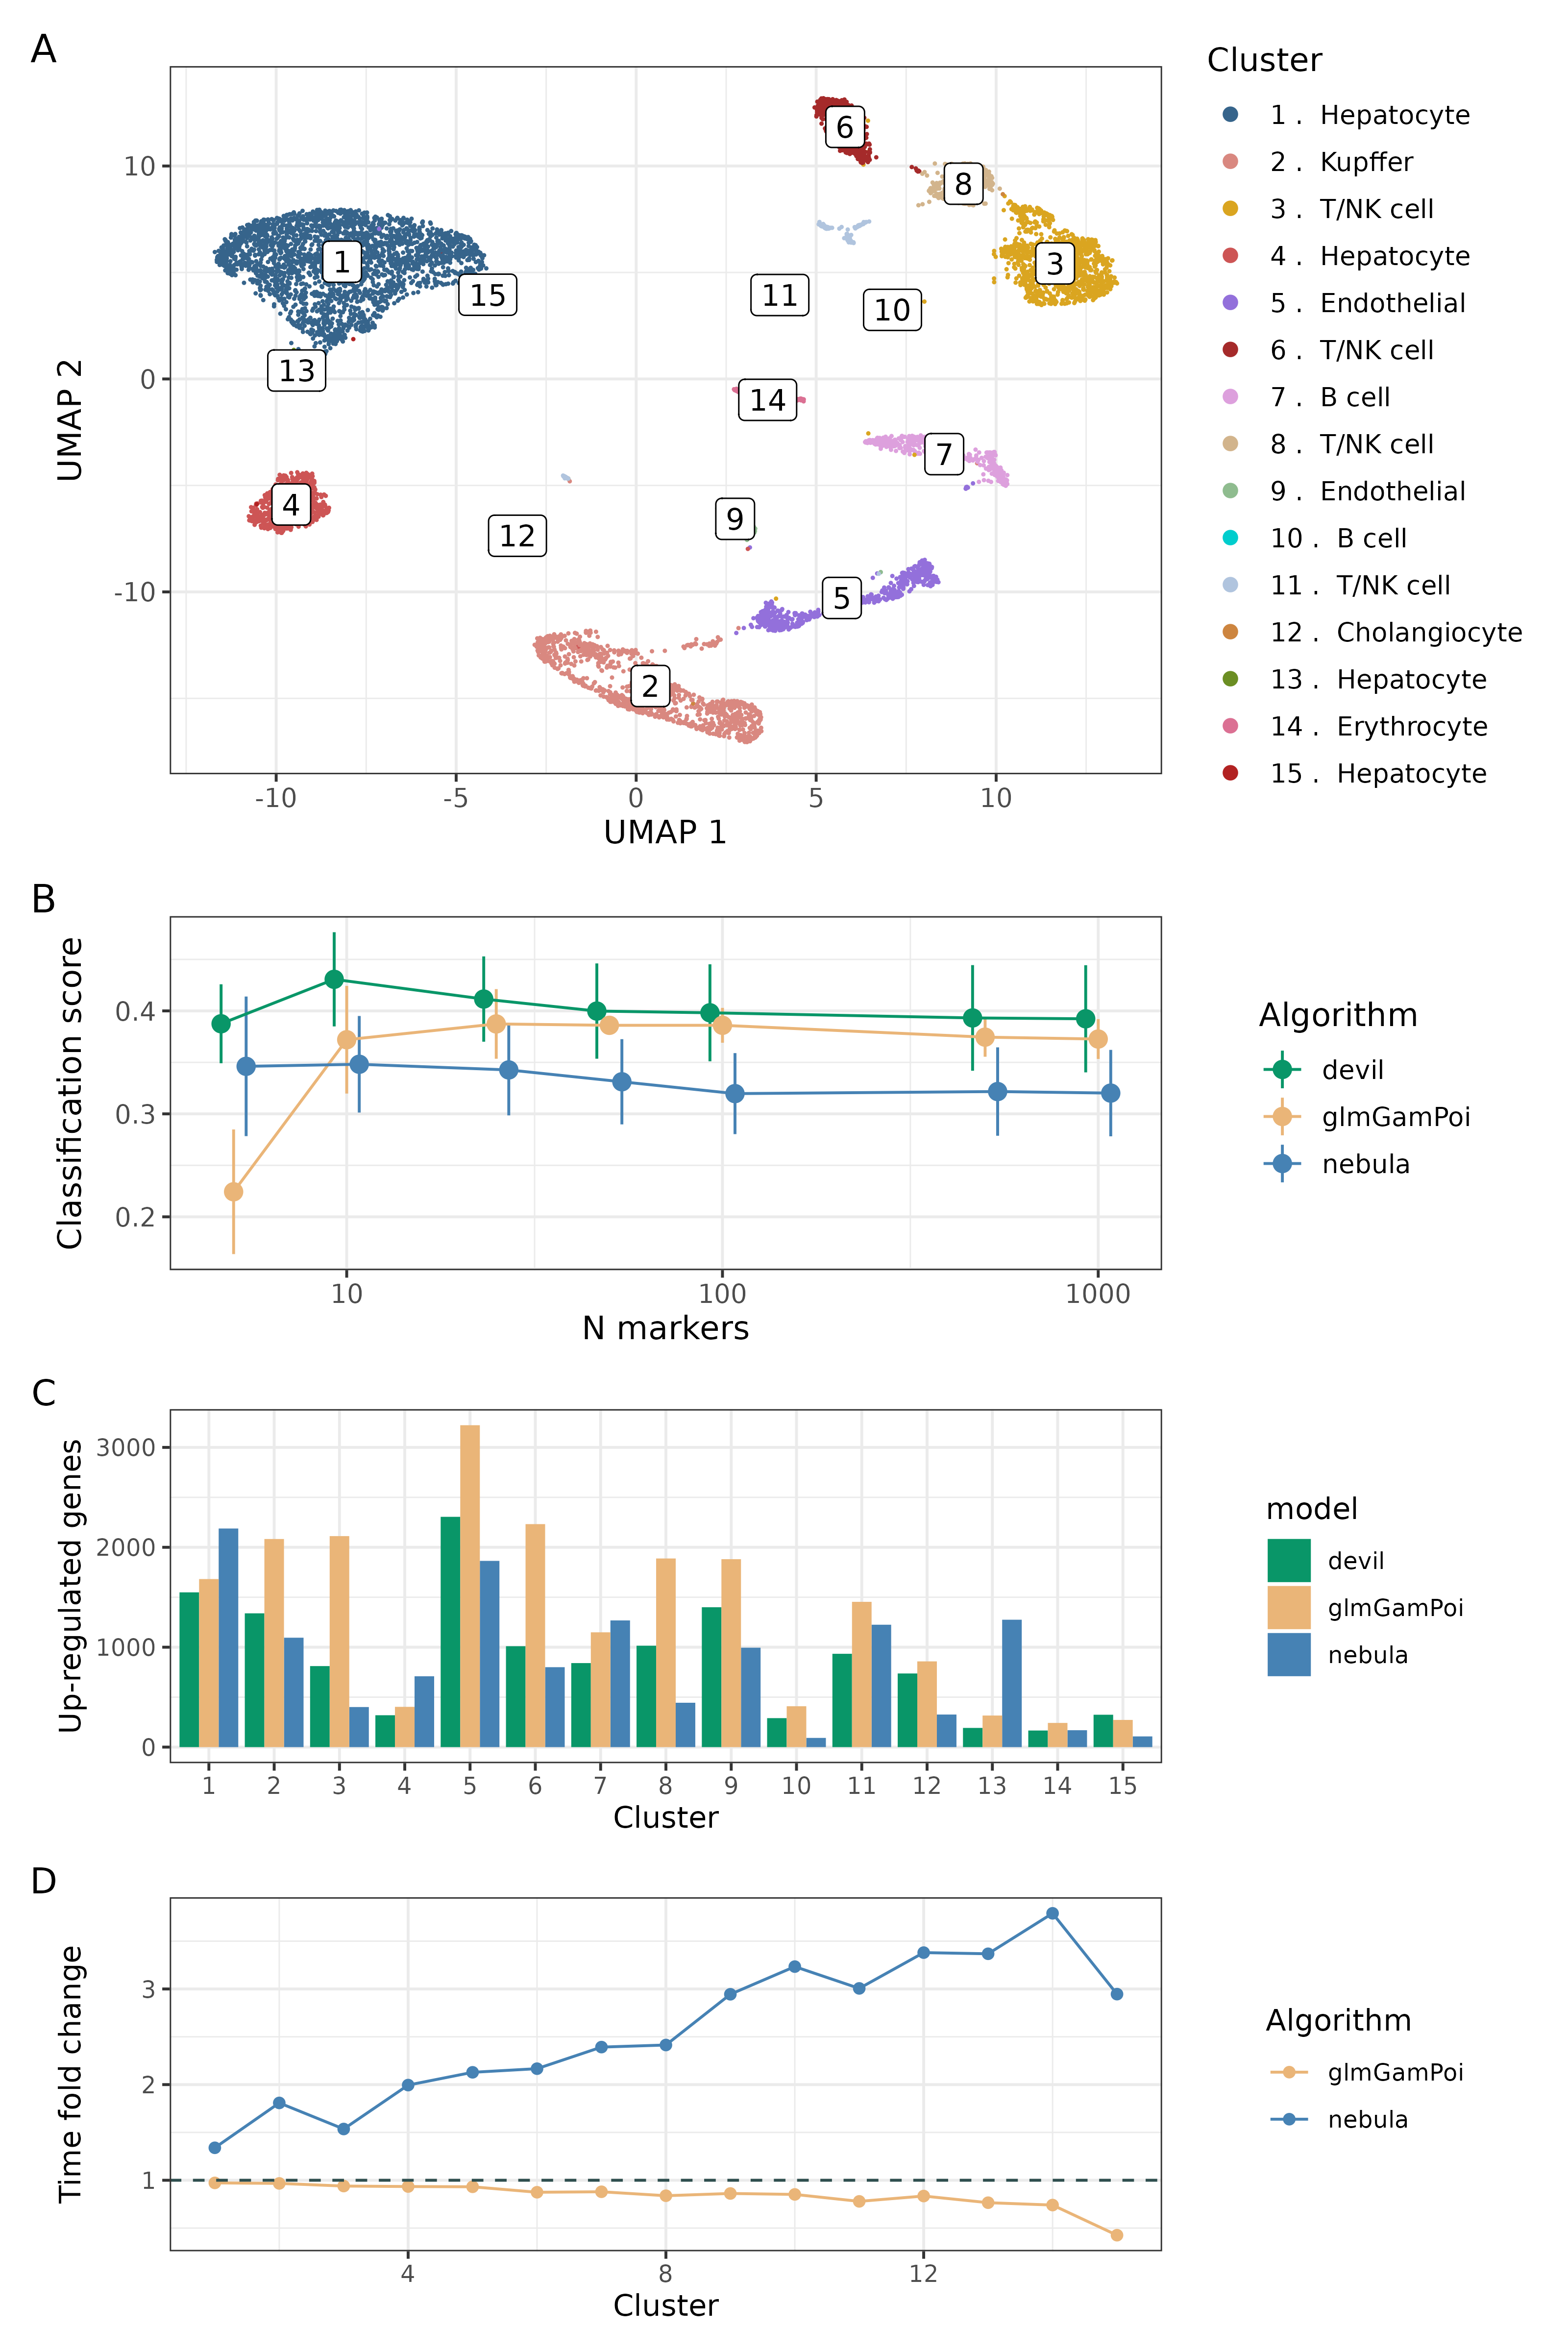 A
Cluster
1 . Hepatocyte
2 . Kupffer
3 . T/NK cell
4 . Hepatocyte
5 . Endothelial
6 . T/NK cell
7 . B cell
8 . T/NK cell
9 . Endothelial
10 . B cell
11 . T/NK cell
12 . Cholangiocyte
13 . Hepatocyte
14 . Erythrocyte
15 . Hepatocyte
UMAP 2
10
0
-10
6
8
1
3
15
11
10
13
14
7
4
9
12
5
2
-10 -5 0 5 10
UMAP 1
B
Classification score
0.4
0.3
0.2
10 100 1000
N markers
Algorithm
devil
glmGamPoi
nebula
C
Up-regulated genes
3000
2000
1000
0
1 2 3 4 5 6 7 8 9 10 11 12 13 14 15
Cluster
model
devil
glmGamPoi
nebula
D
Time fold change
3
2
1
4 8 12
Cluster
Algorithm
glmGamPoi
nebula